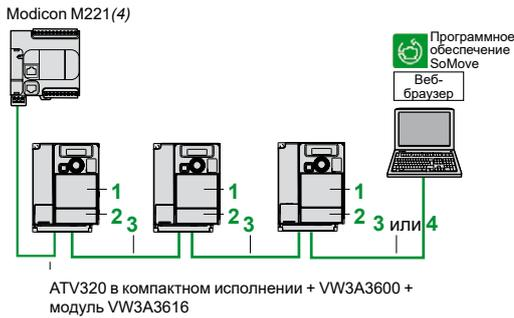 Modicon M221(4)
Программное
обеспечение
SoMove
Веб-
браузер
1
2
3
1
2
3
1
2
3 или 4
ATV320 в компактном исполнении + VW3A3600 +
модуль VW3A3616